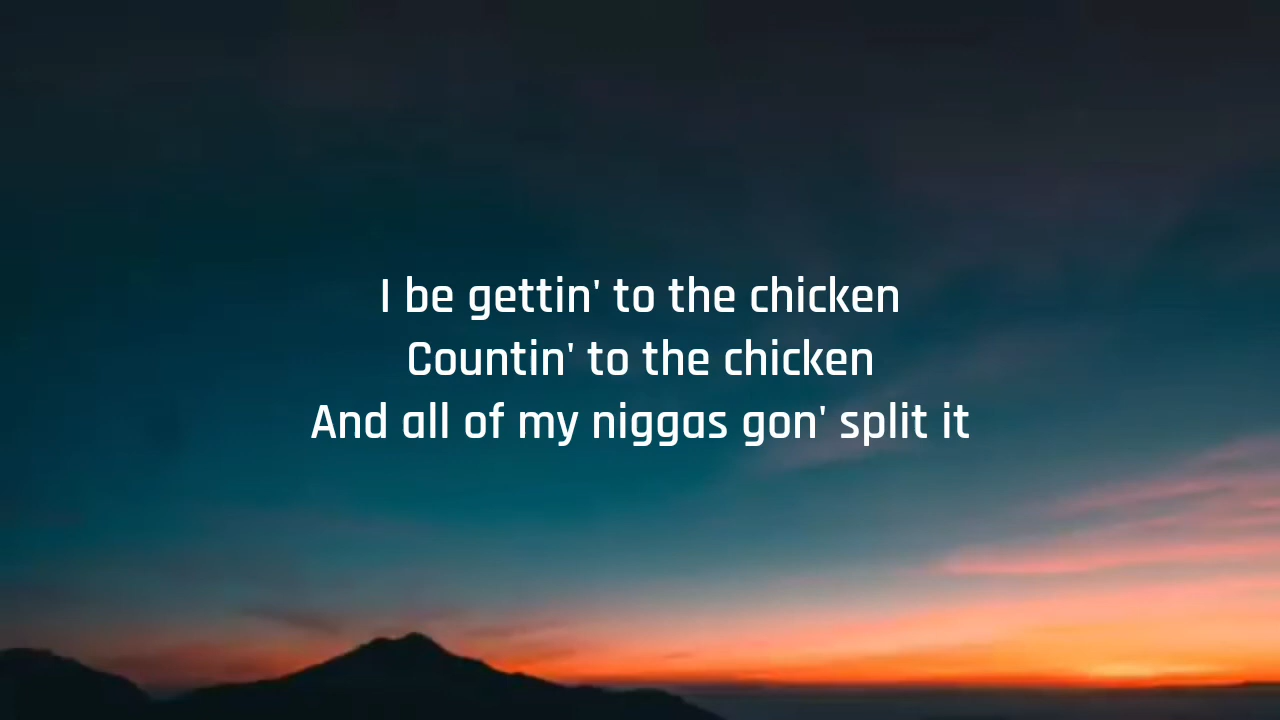 I be gettin' to the chicken
Countin' to the chicken
And all of my niggas gon' split it